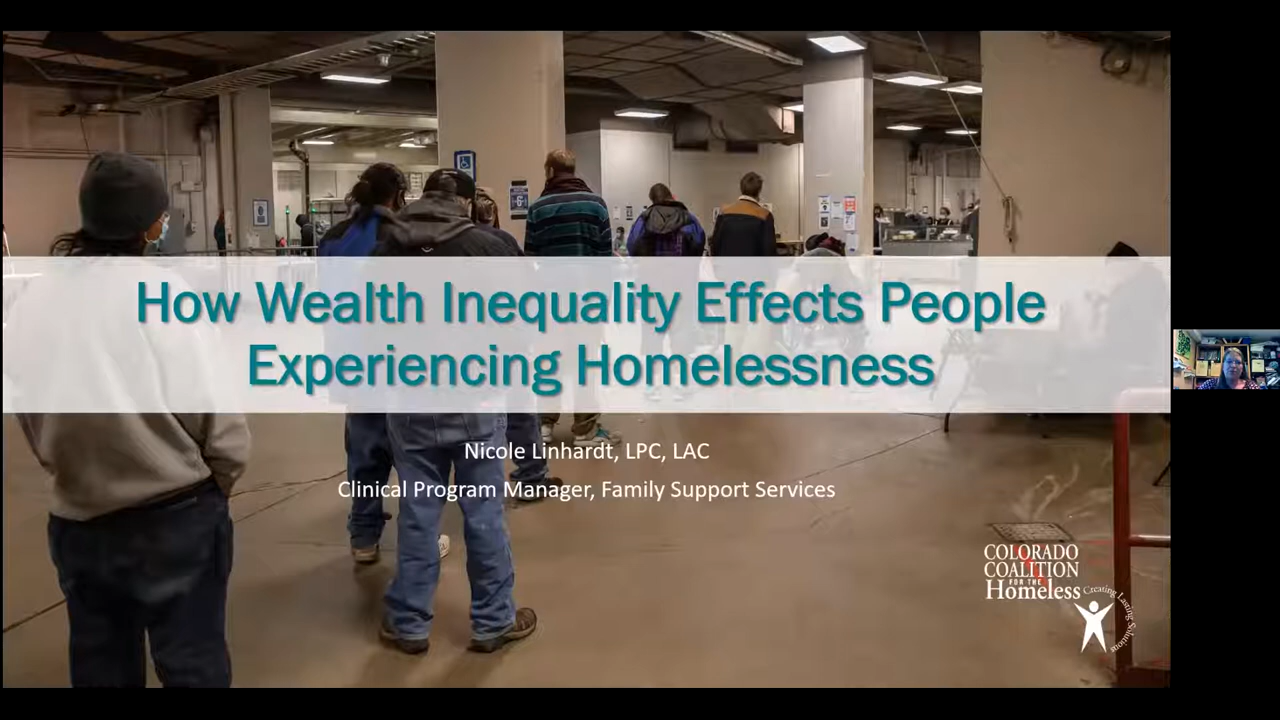 How Wealth Inequality Effects People
Experiencing Homelessness
Nicole Linhardt, LPC, LAC
Clinical Program Manager, Family Support Services
COLORADO
COALITION
FOR THE
Homeless
Creating Lasting Solutions